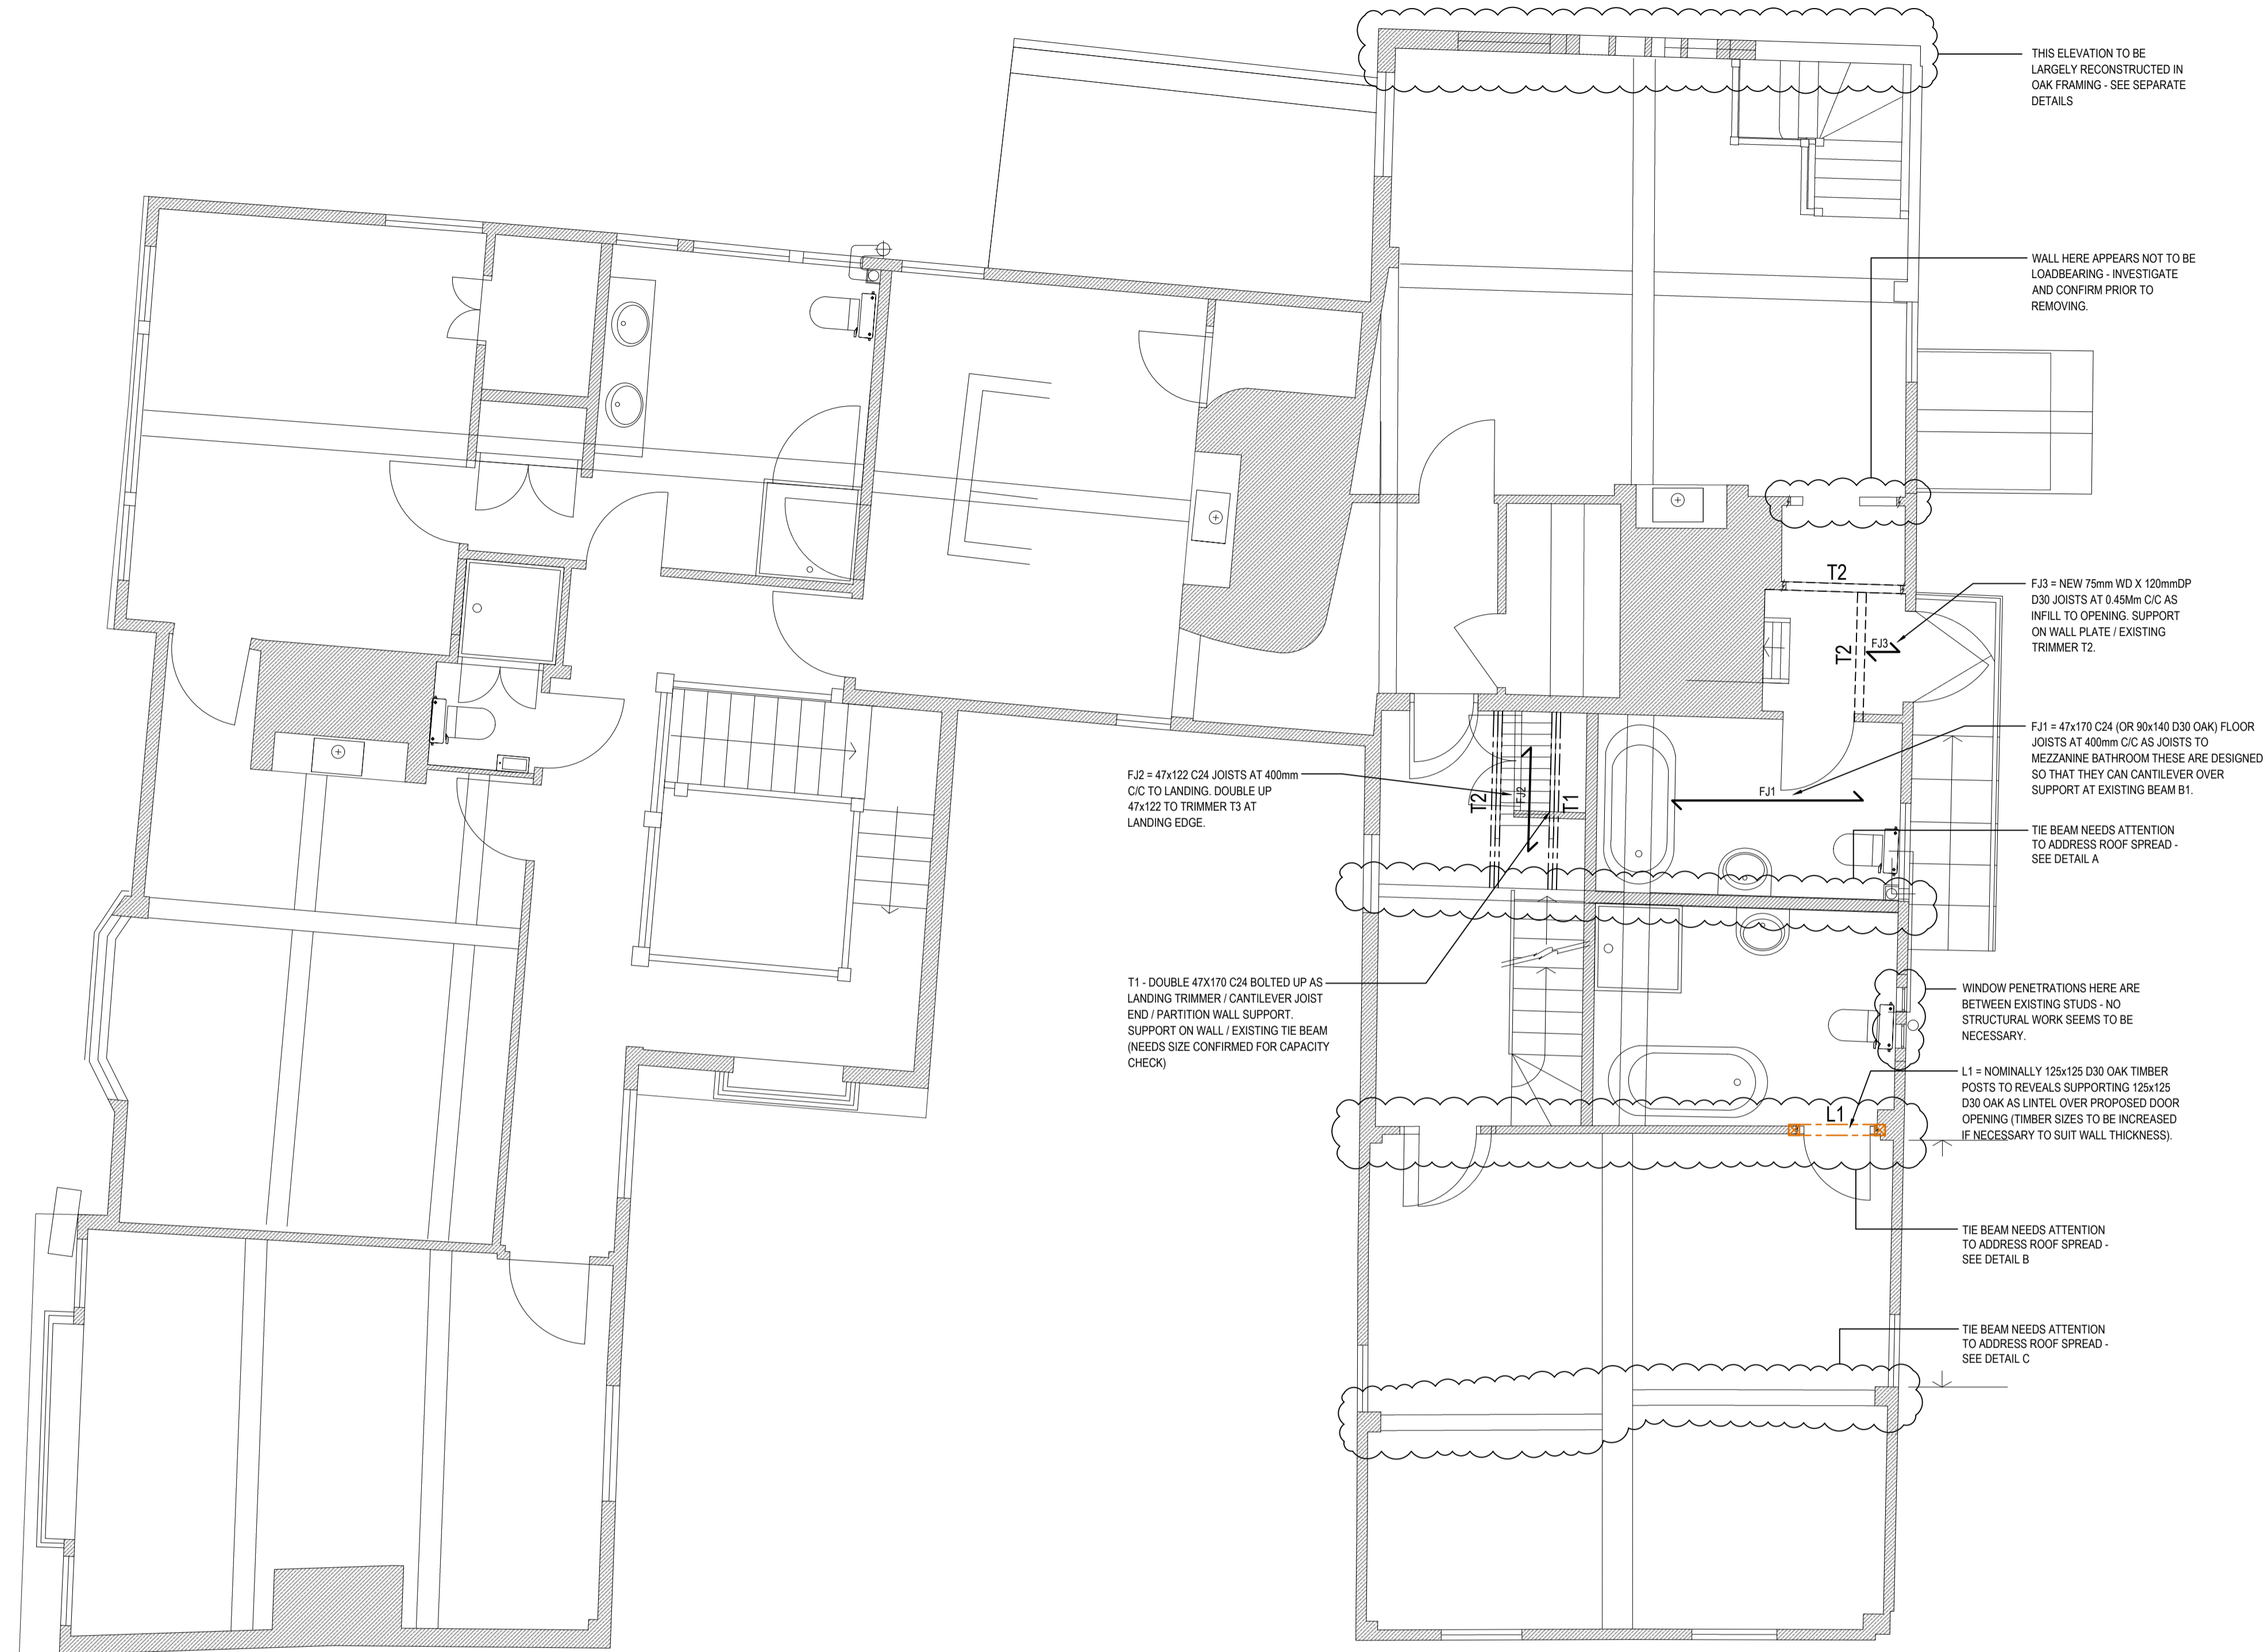 THIS ELEVATION TO BE
LARGELY RECONSTRUCTED IN
OAK FRAMING - SEE SEPARATE
DETAILS
WALL HERE APPEARS NOT TO BE
LOADBEARING - INVESTIGATE
AND CONFIRM PRIOR TO
REMOVING.
T2
FJ3 = NEW 75mm WD X 120mmDP
D30 JOISTS AT 0.45Mm C/C AS
INFILL TO OPENING. SUPPORT
ON WALL PLATE / EXISTING
TRIMMER T2.
T2
FJ3
FJ1 = 47x170 C24 (OR 90x140 D30 OAK) FLOOR
JOISTS AT 400mm C/C AS JOISTS TO
MEZZANINE BATHROOM THESE ARE DESIGNED
SO THAT THEY CAN CANTILEVER OVER
SUPPORT AT EXISTING BEAM B1.
FJ2 = 47x122 C24 JOISTS AT 400mm
C/C TO LANDING. DOUBLE UP
47x122 TO TRIMMER T3 AT
LANDING EDGE.
T2
FJ2
T1
FJ1
TIE BEAM NEEDS ATTENTION
TO ADDRESS ROOF SPREAD -
SEE DETAIL A
T1 - DOUBLE 47X170 C24 BOLTED UP AS
LANDING TRIMMER / CANTILEVER JOIST
END / PARTITION WALL SUPPORT.
SUPPORT ON WALL / EXISTING TIE BEAM
(NEEDS SIZE CONFIRMED FOR CAPACITY
CHECK)
WINDOW PENETRATIONS HERE ARE
BETWEEN EXISTING STUDS - NO
STRUCTURAL WORK SEEMS TO BE
NECESSARY.
L1 = NOMINALLY 125x125 D30 OAK TIMBER
POSTS TO REVEALS SUPPORTING 125x125
D30 OAK AS LINTEL OVER PROPOSED DOOR
OPENING (TIMBER SIZES TO BE INCREASED
IF NECESSARY TO SUIT WALL THICKNESS).
L1
TIE BEAM NEEDS ATTENTION
TO ADDRESS ROOF SPREAD -
SEE DETAIL B
TIE BEAM NEEDS ATTENTION
TO ADDRESS ROOF SPREAD -
SEE DETAIL C